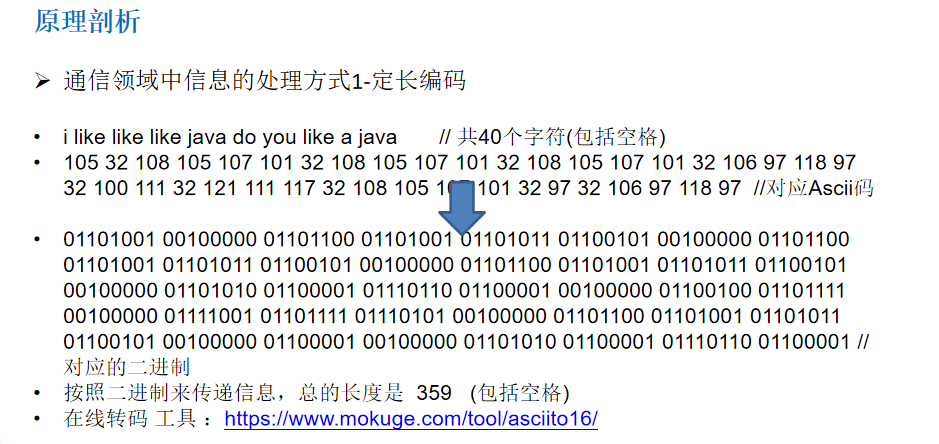 原理剖析
➢ 通信领域中信息的处理方式1-定长编码
• i like like like java do you like a java // 共40个字符(包括空格)
• 105 32 108 105 107 101 32 108 105 107 101 32 108 105 107 101 32 106 97 118 97
32 100 111 32 121 111 117 32 108 105 101 32 97 32 106 97 118 97 //对应Ascii码
• 01101001 00100000 01101100 01101001 01101011 01100101 00100000 01101100
01101001 01101011 01100101 00100000 01101100 01101001 01101011 01100101
00100000 01101010 01100001 01110110 01100001 00100000 01100100 01101111
00100000 01111001 01101111 01110101 00100000 01101100 01101001 01101011
01100101 00100000 01100001 00100000 01101010 01100001 01110110 01100001 //
对应的二进制
• 按照二进制来传递信息，总的长度是 359 (包括空格)
• 在线转码 工具 ：https://www.mokuge.com/tool/asciito16/